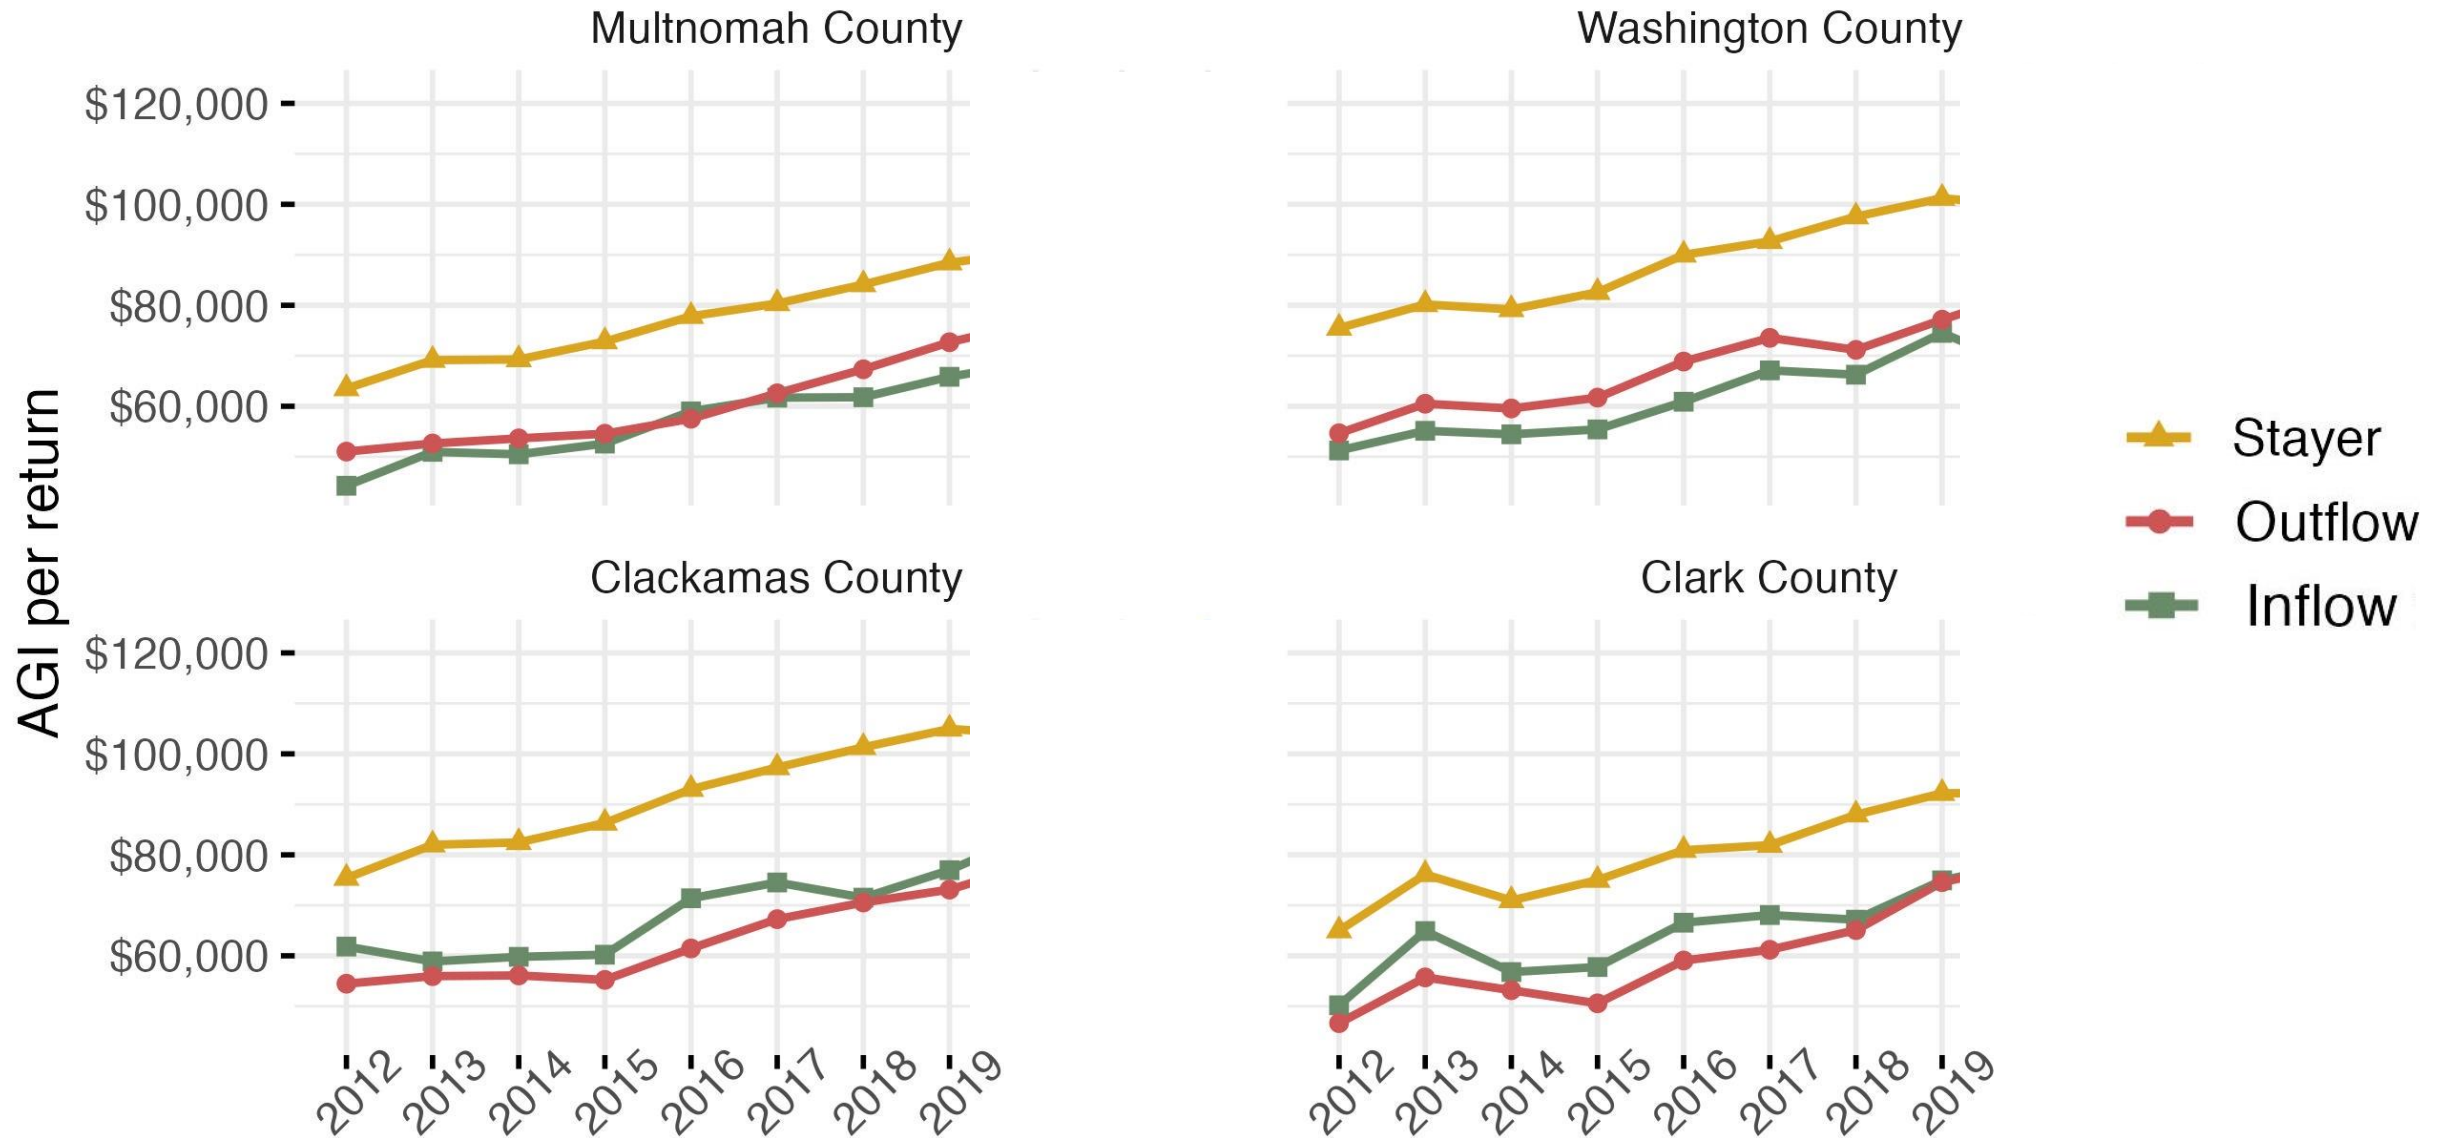 Multnomah County
Washington County
$120,000
$100,000
$80,000
$60,000
AGI per return
Clackamas County
Clark County
$120,000
$100,000
$80,000
$60,000
2012 2013 2014 2015 2016 2017 2018 2019
2012 2013 2014 2015 2016 2017 2018 2019
Stayer
Outflow
Inflow